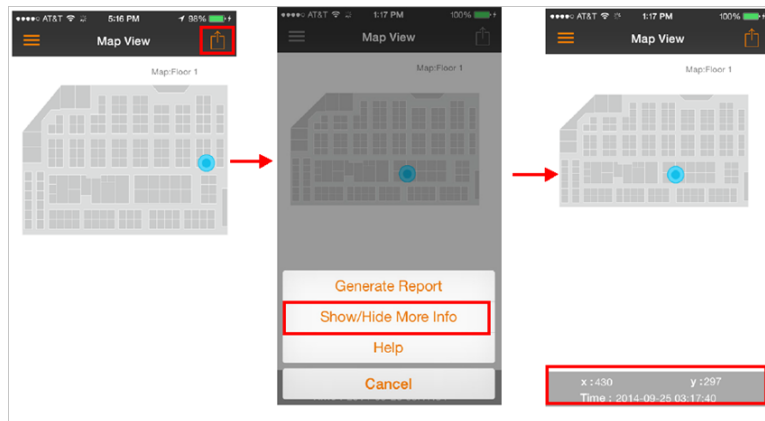 AT&T 5:16 PM 98%
Map View
Map:Floor 1
AT&T 1:17 PM 100%
Map View
Map:Floor 1
Generate Report
Show/Hide More Info
Help
Cancel
AT&T 1:17 PM 100%
Map View
Map:Floor 1
x :430 y :297
Time : 2014-09-25 03:17:40